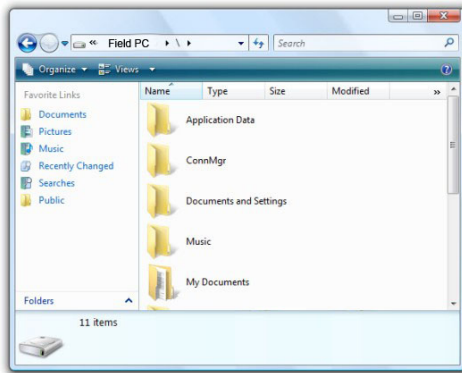 Field PC \
Search
Organize Views
Favorite Links
Documents
Pictures
Music
Recently Changed
Searches
Public
Folders
Name Type Size Modified »
Application Data
ConnMgr
Documents and Settings
Music
My Documents
11 items